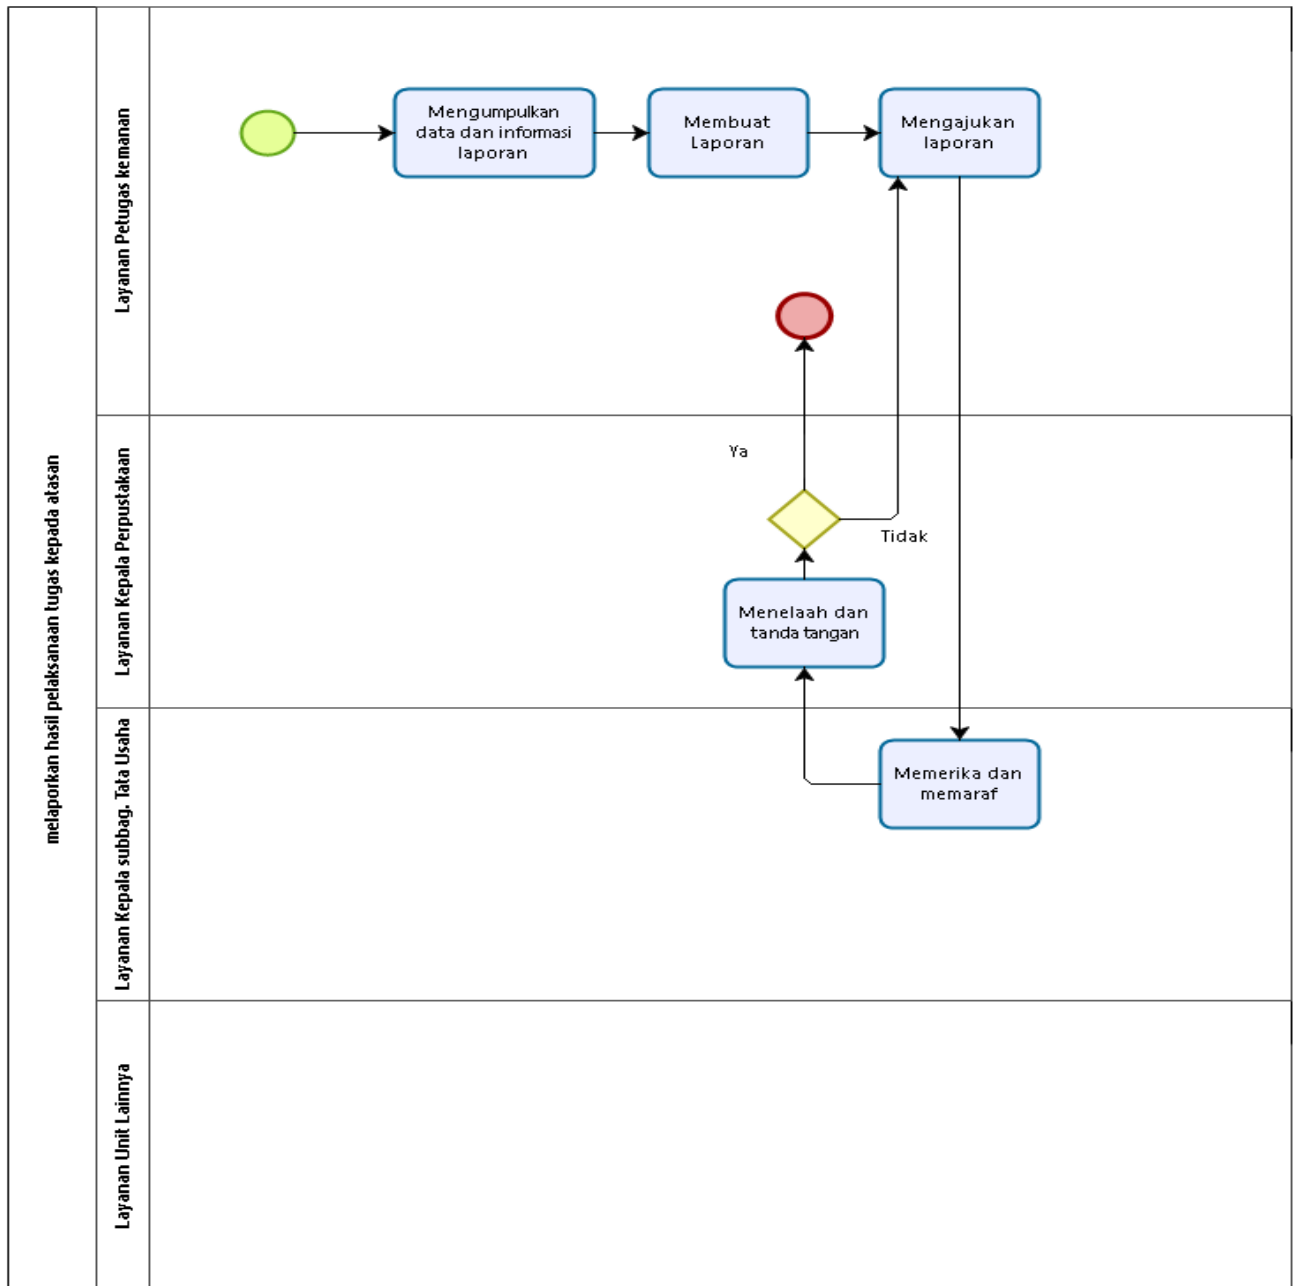 melaporkan hasil pelaksanaan tugas kepada atasan
Layanan Petugas kemanan
Mengumpulkan
data dan informasi
laporan
Membuat
Laporan
Mengajukan
laporan
Layanan Kepala Perpustakaan
Ya
Tidak
Menelaah dan
tanda tangan
Layanan Kepala subbag. Tata Usaha
Memerika dan
memaraf
Layanan Unit Lainnya